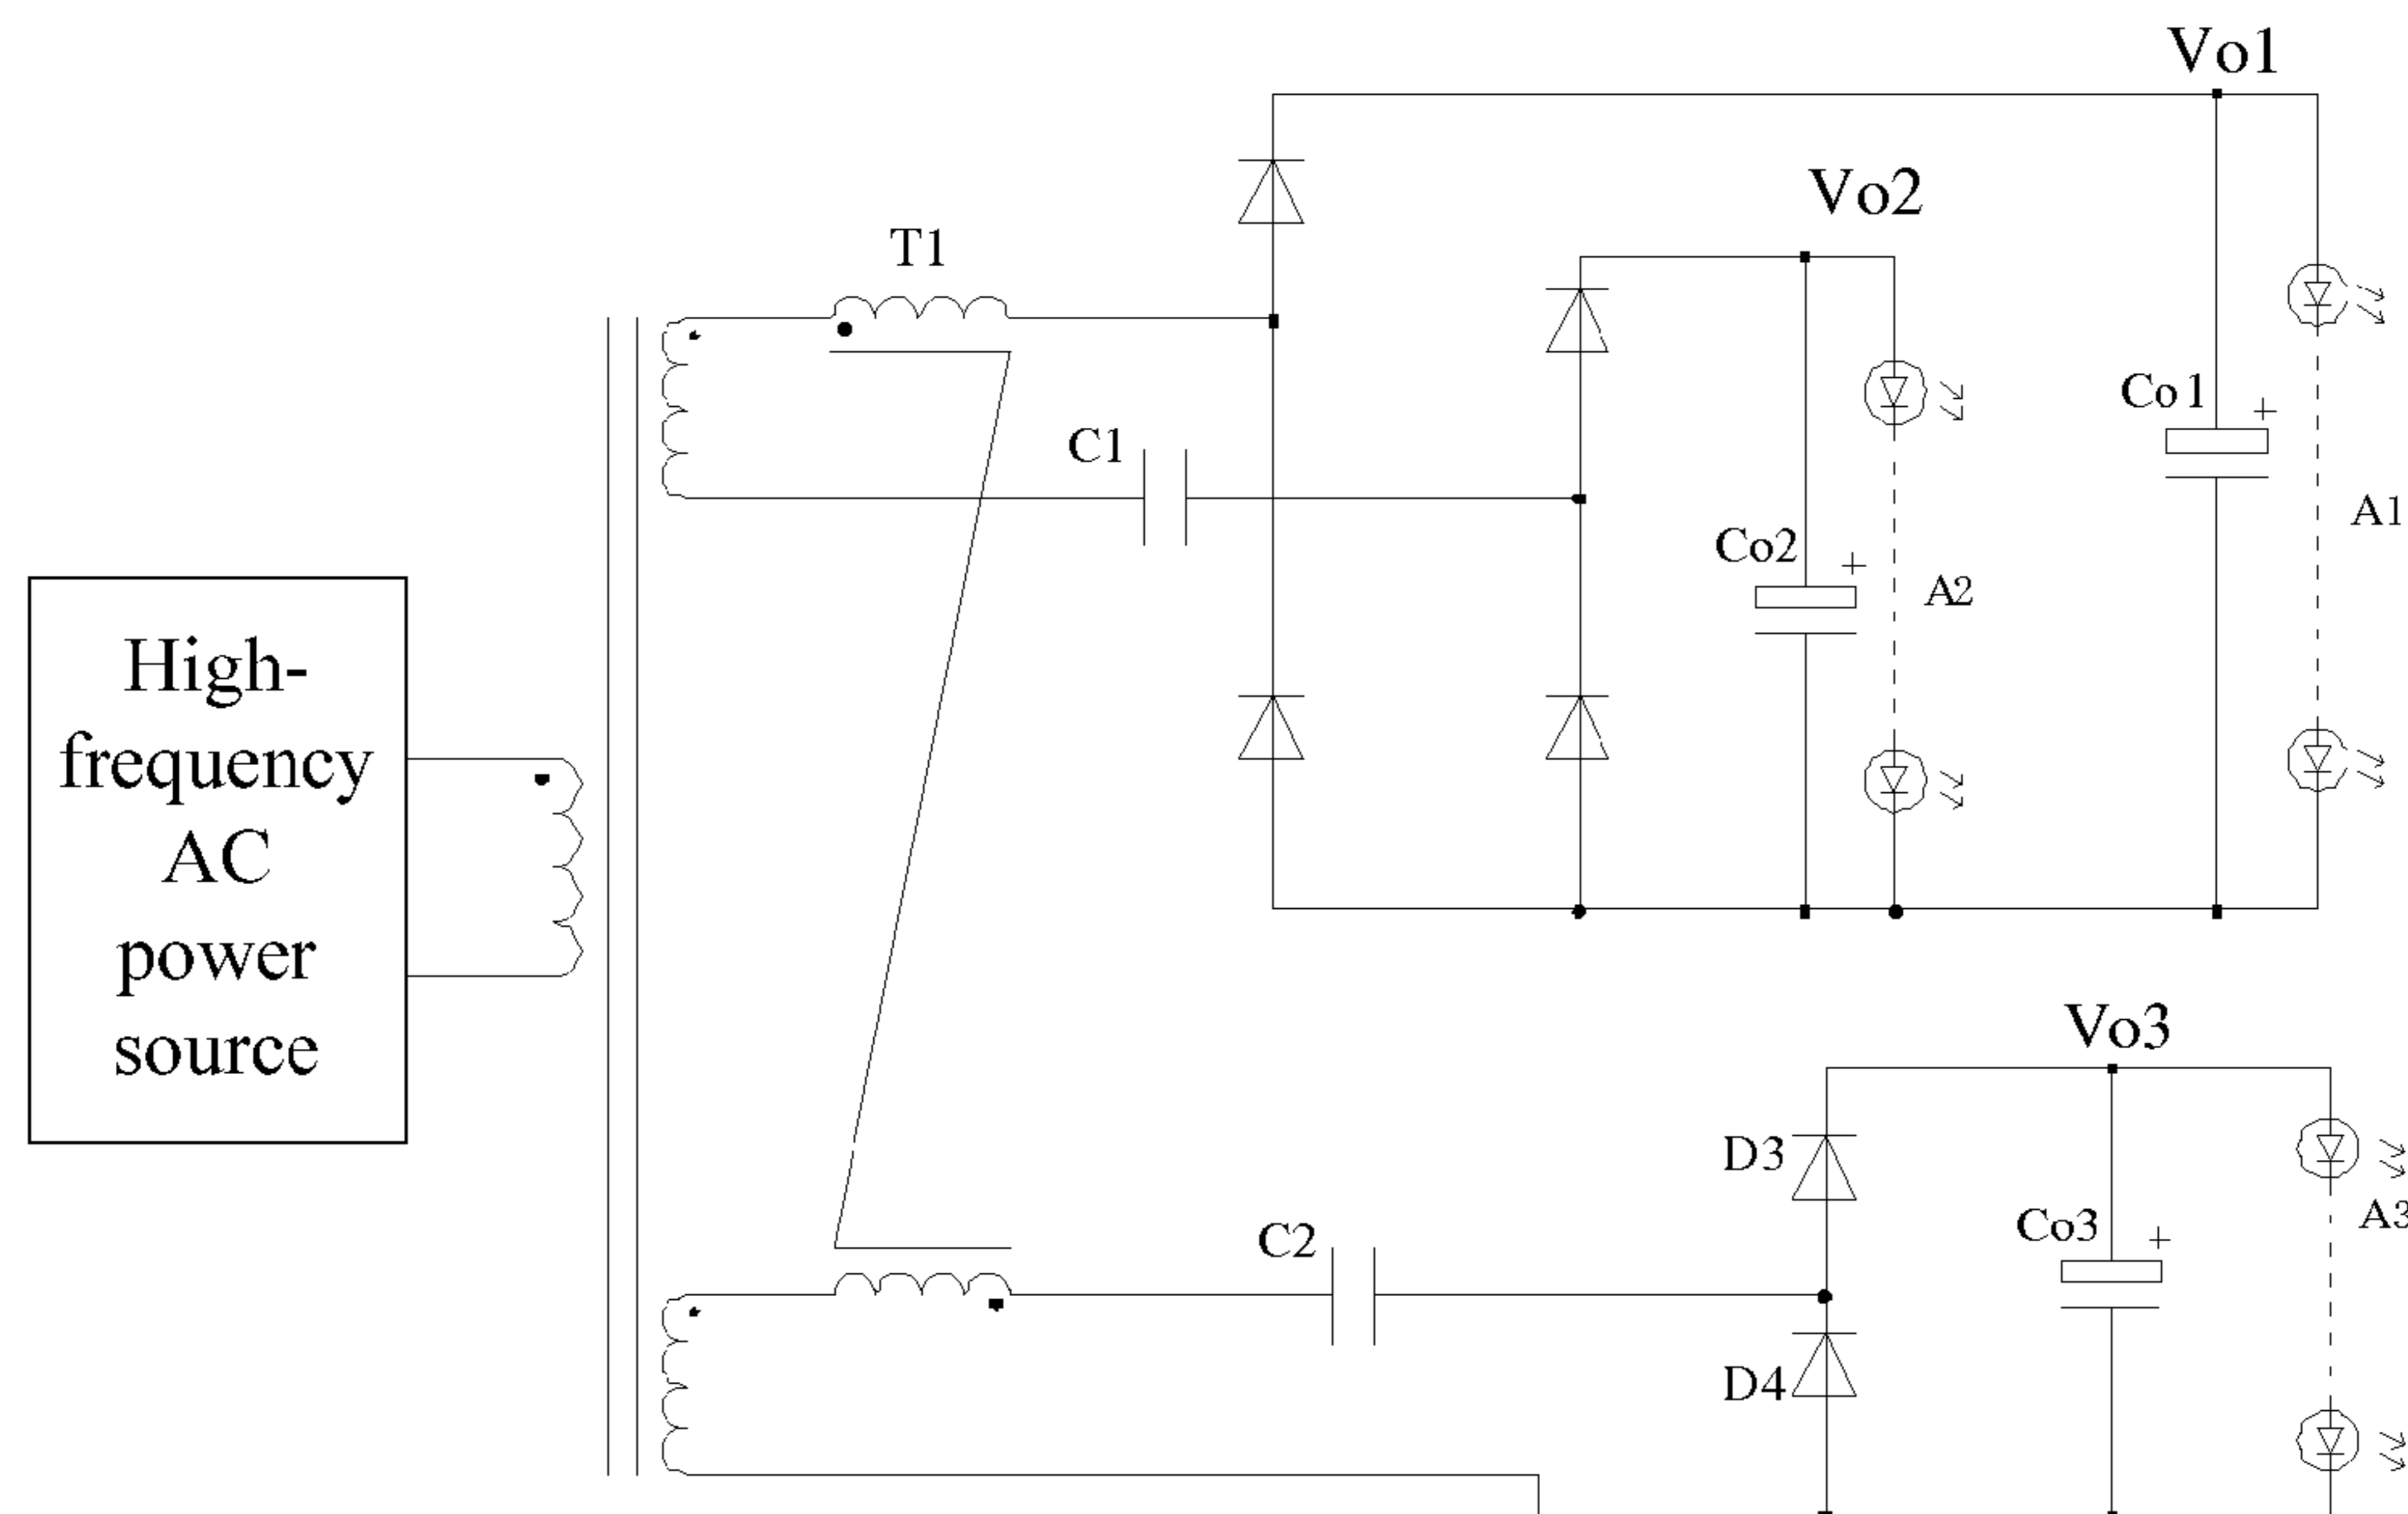 Vo1
Vo2
T1
Co1
C1
A1
Co2
A2
High-
frequency
AC
power
source
Vo3
D3
Co3
A3
C2
D4